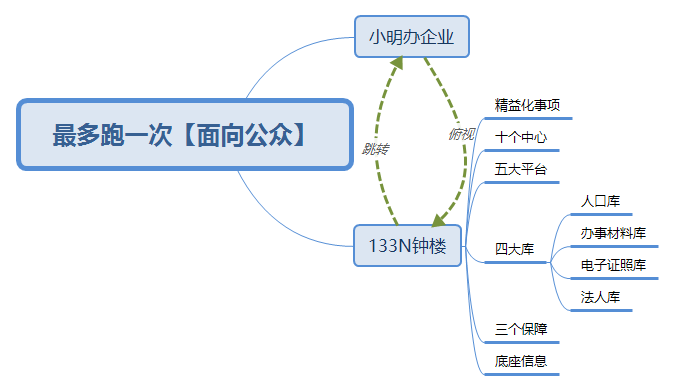 最多跑一次【面向公众】
小明办企业
跳转
俯视
133N钟楼
精益化事项
十个中心
五大平台
四大库
人口库
办事材料库
电子证照库
法人库
三个保障
底座信息